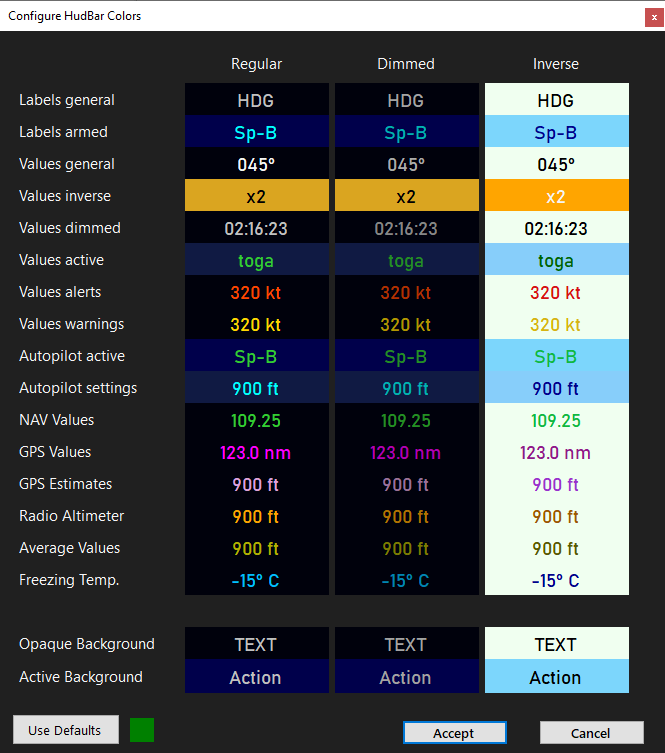 Configure HudBar Colors
x
Regular Dimmed Inverse
Labels general HDG HDG HDG
Labels armed Sp-B Sp-B Sp-B
Values general 045° 045° 045°
Values inverse x2 x2 x2
Values dimmed 02:16:23 02:16:23 02:16:23
Values active toga toga toga
Values alerts 320 kt 320 kt 320 kt
Values warnings 320 kt 320 kt 320 kt
Autopilot active Sp-B Sp-B Sp-B
Autopilot settings 900 ft 900 ft 900 ft
NAV Values 109.25 109.25 109.25
GPS Values 123.0 nm 123.0 nm 123.0 nm
GPS Estimates 900 ft 900 ft 900 ft
Radio Altimeter 900 ft 900 ft 900 ft
Average Values 900 ft 900 ft 900 ft
Freezing Temp. -15° C -15° C -15° C
Opaque Background TEXT TEXT TEXT
Active Background Action Action Action
Use Defaults Accept Cancel